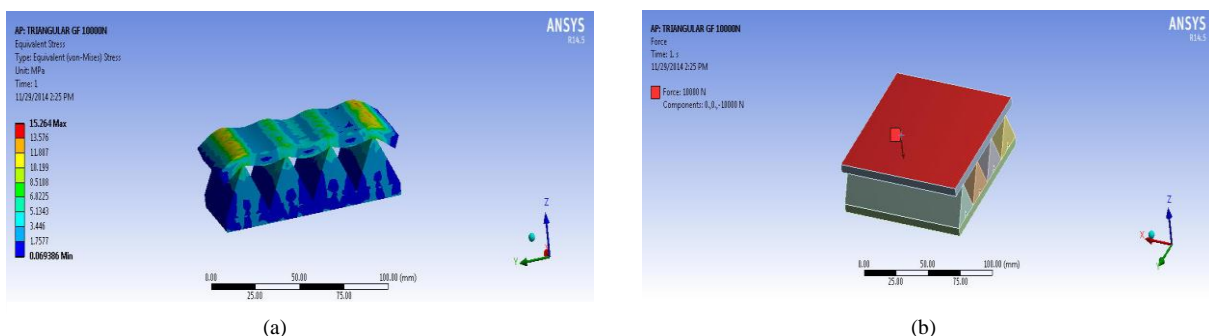 AP: TRIANGULAR GF 10000N
Equivalent Stress
Type: Equivalent (von-Mises) Stress
Unit: MPa
Time: 1
11/29/2014 2:25 PM
15.264 Max
13.576
11.887
10.199
8.5108
6.8225
5.1343
3.446
1.7577
0.069386 Min
ANSYS
R14.5
Z
Y
0.00 50.00 100.00 (mm)
25.00 75.00
(a)
AP: TRIANGULAR GF 10000N
Force
Time: 1. s
11/29/2014 2:25 PM
Force: 10000 N
Components: 0.,0.,-10000 N
ANSYS
R14.5
Z
X
Y
0.00 50.00 100.00 (mm)
25.00 75.00
(b)